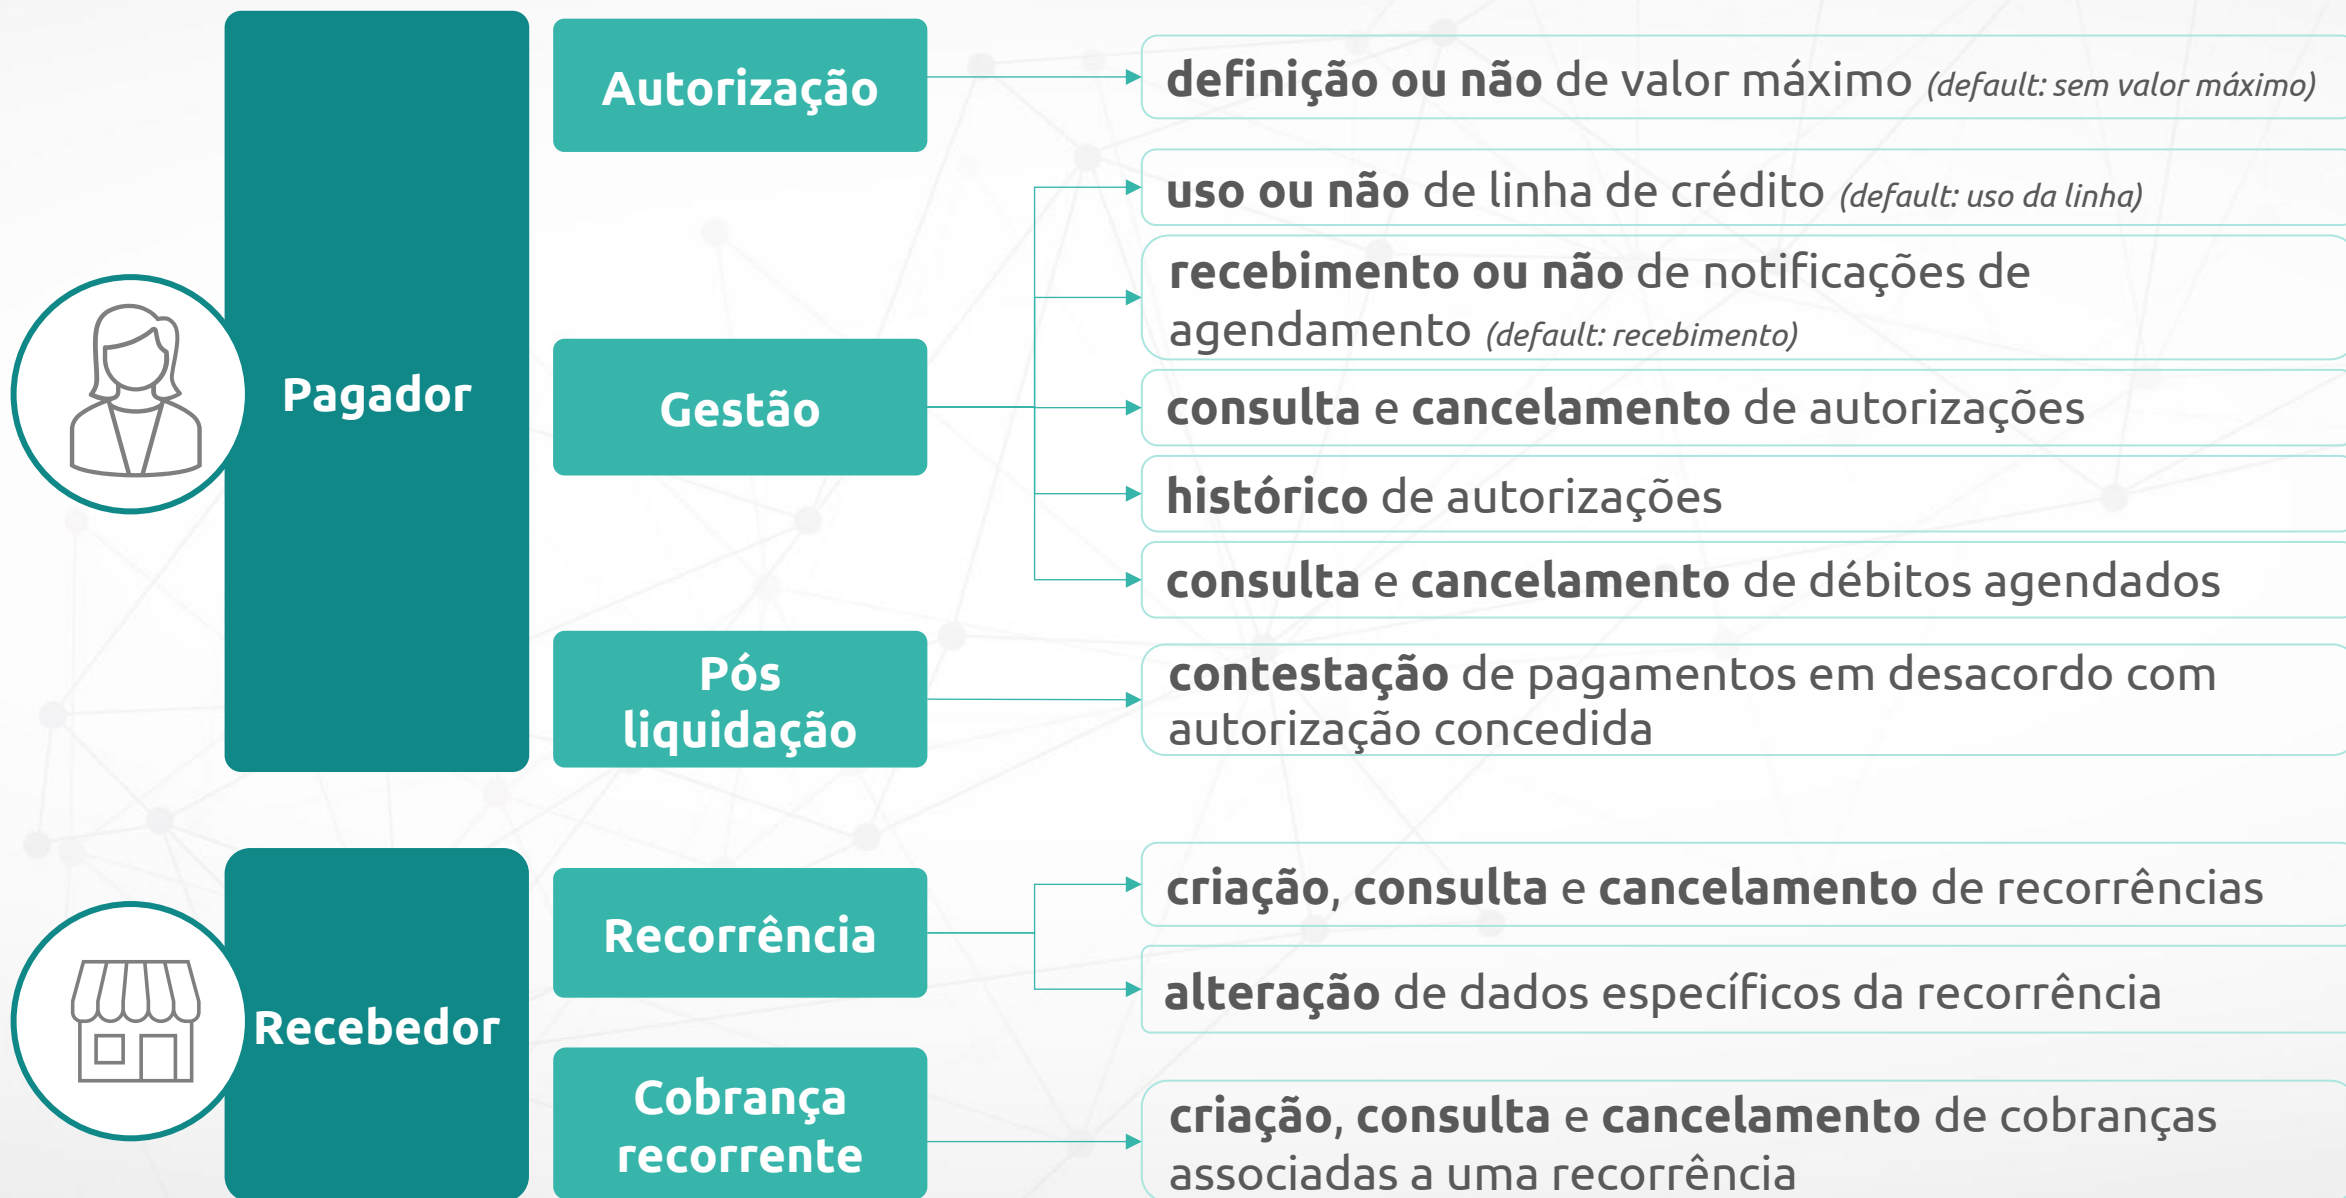 Pagador
Autorização
definição ou não de valor máximo (default: sem valor máximo)
Gestão
uso ou não de linha de crédito (default: uso da linha)
recebimento ou não de notificações de
agendamento (default: recebimento)
consulta e cancelamento de autorizações
histórico de autorizações
consulta e cancelamento de débitos agendados
Pós
liquidação
contestação de pagamentos em desacordo com
autorização concedida
Recebedor
Recorrência
criação, consulta e cancelamento de recorrências
alteração de dados específicos da recorrência
Cobrança
recorrente
criação, consulta e cancelamento de cobranças
associadas a uma recorrência